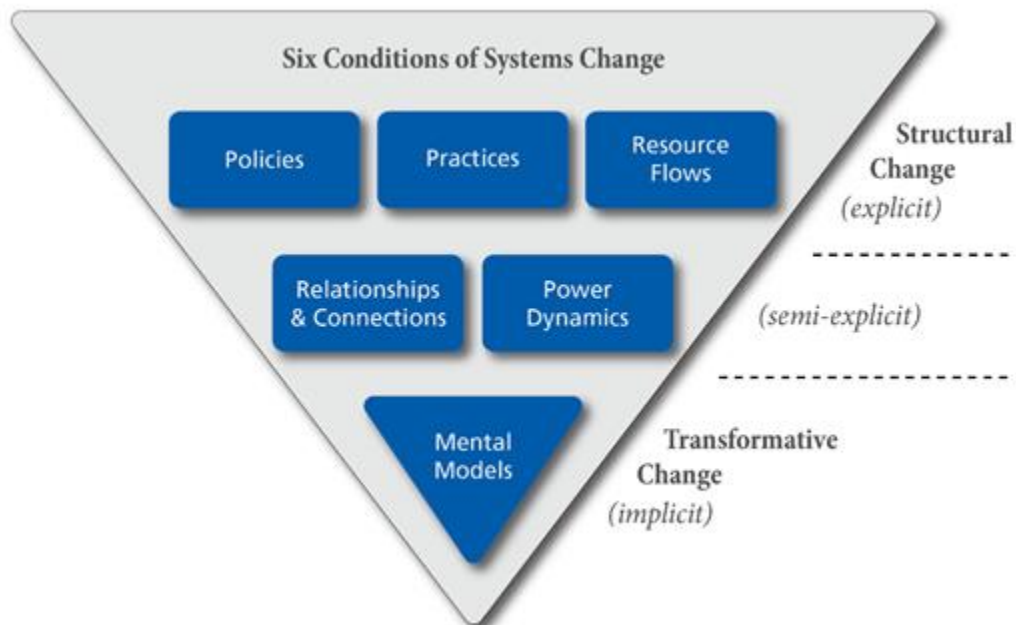 Six Conditions of Systems Change
Policies
Practices
Resource
Flows
Structural
Change
(explicit)
Relationships
& Connections
Power
Dynamics
(semi-explicit)
Mental
Models
Transformative
Change
(implicit)